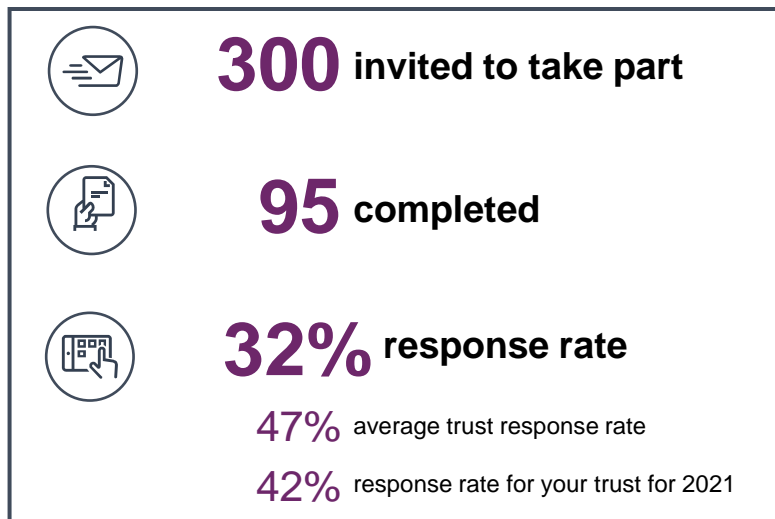 300 invited to take part
95 completed
32% response rate
47% average trust response rate
42% response rate for your trust for 2021